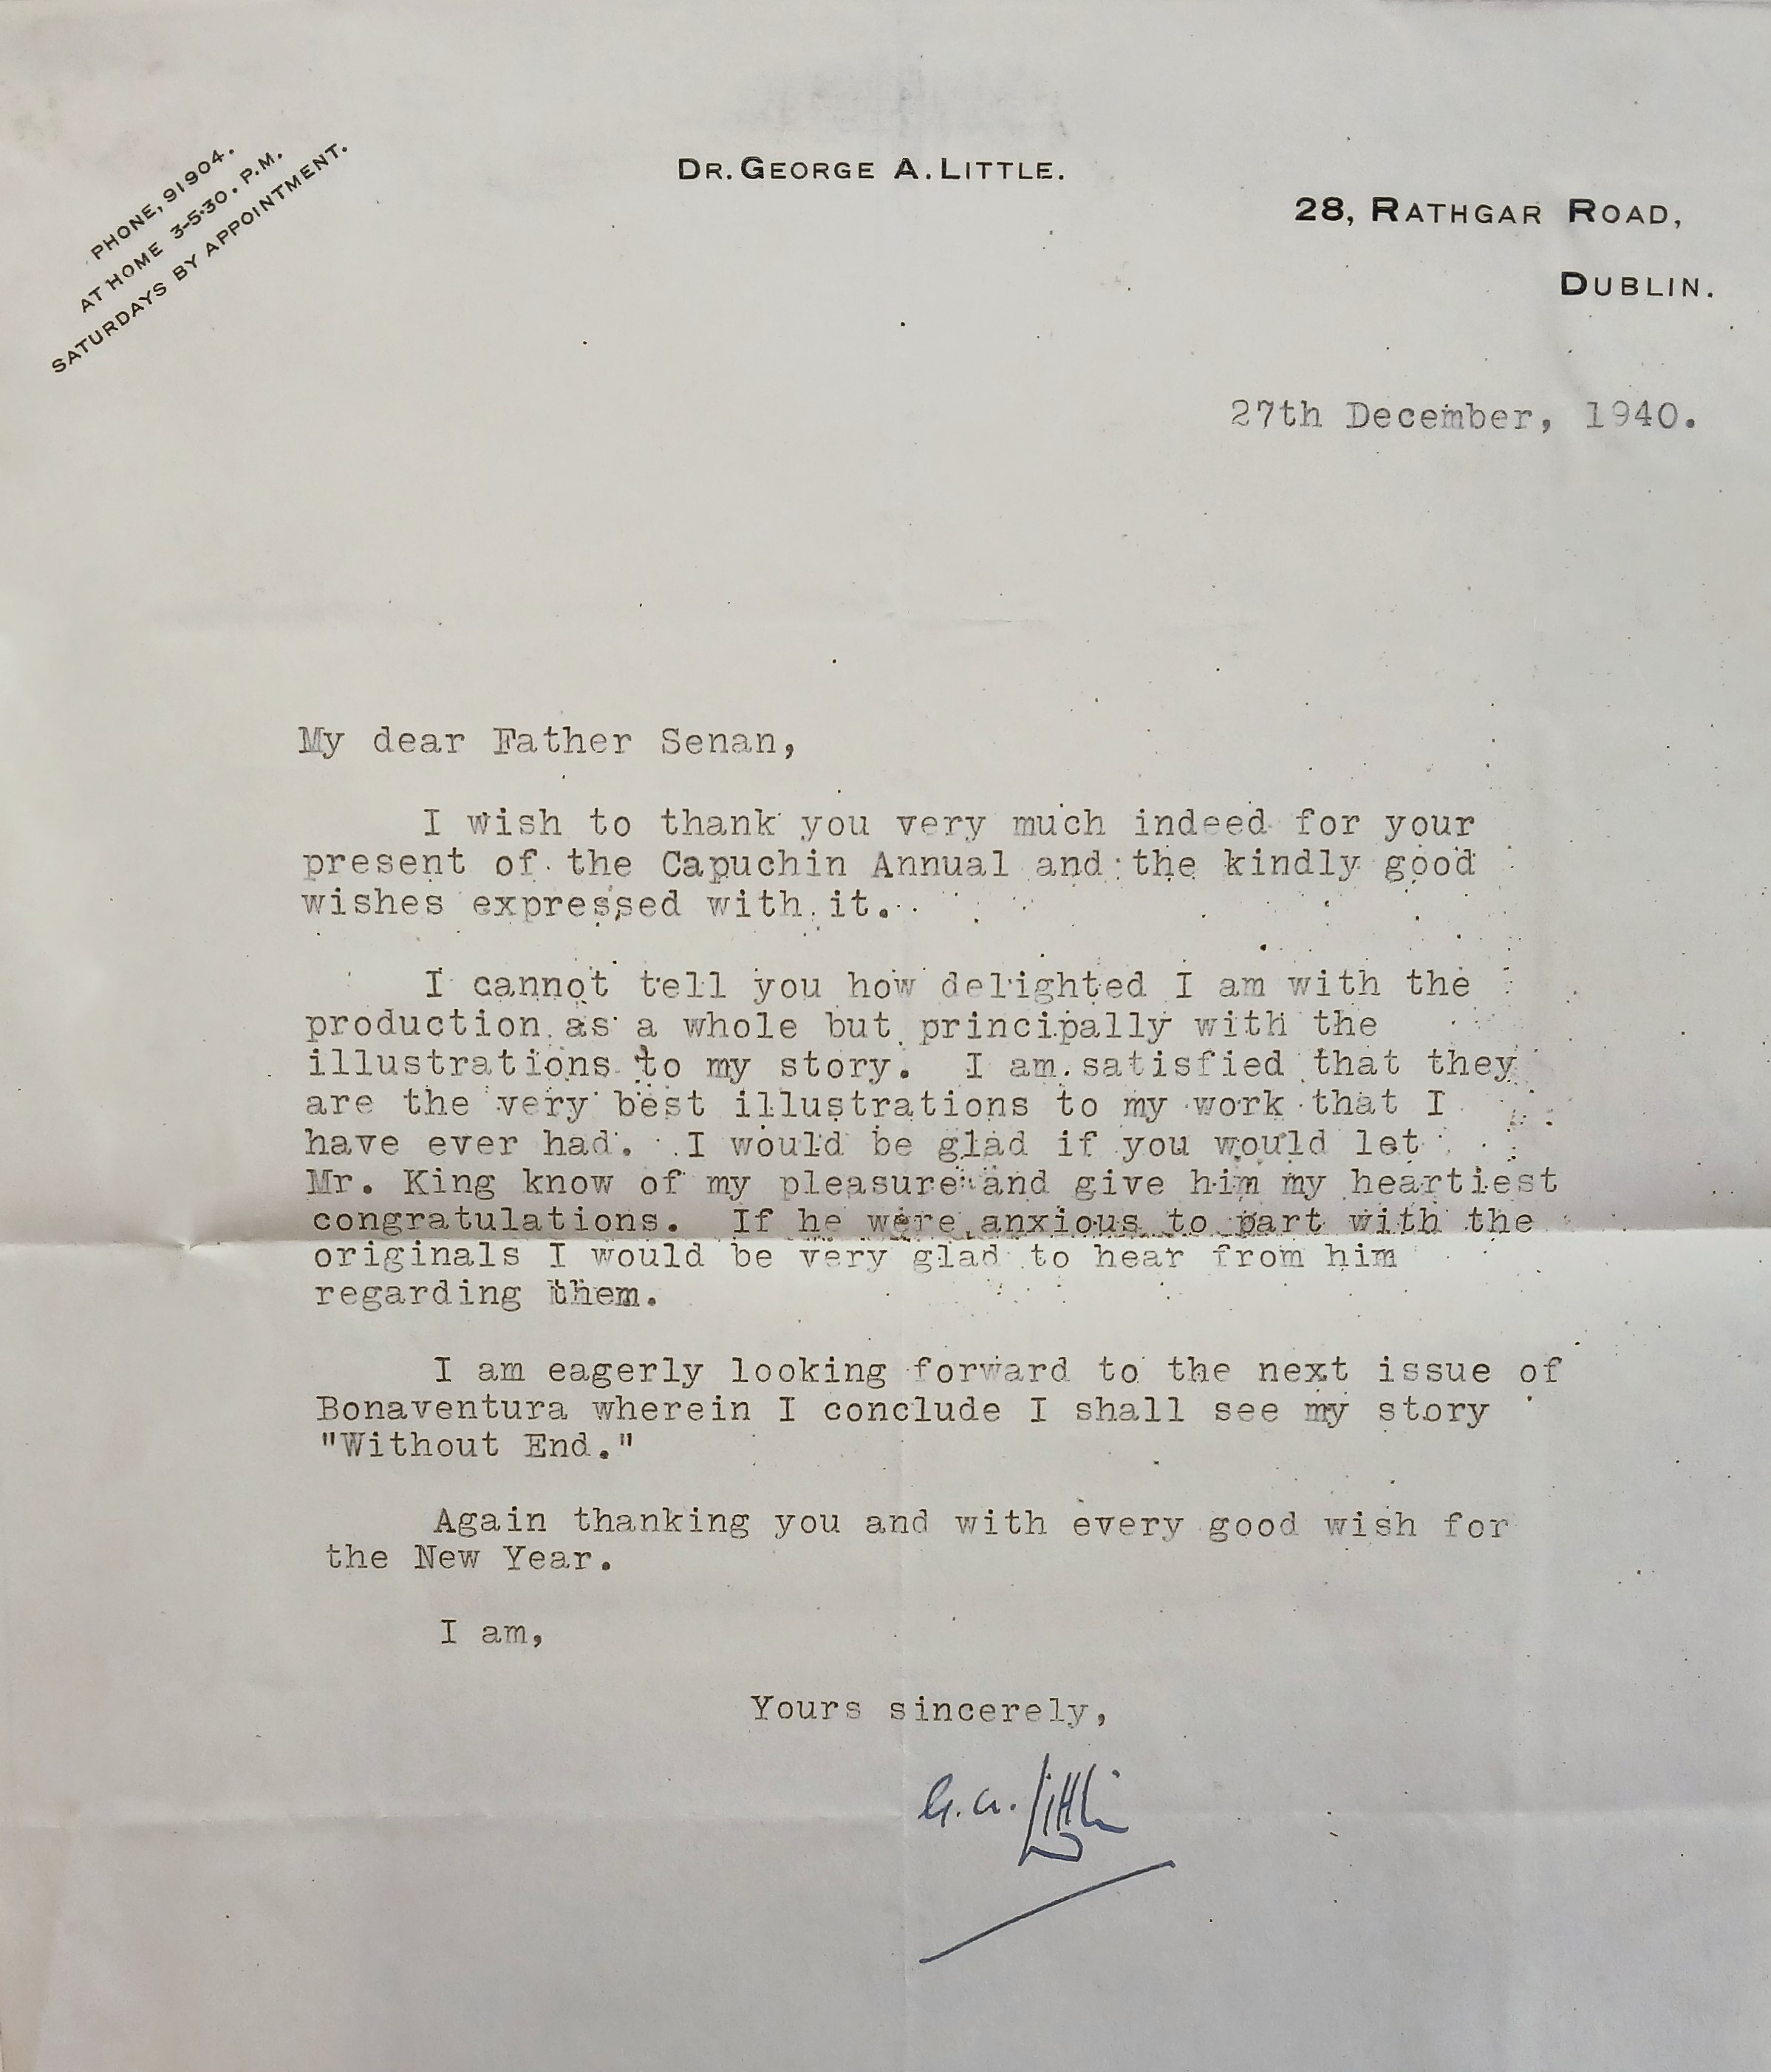 PHONE, 91904.
AT HOME 3-5·30. P.M.
SATURDAYS BY APPOINTMENT.
DR. GEORGE A. LITTLE.
28, RATHGAR ROAD,
DUBLIN.
27th December, 1940.
My dear Father Senan,
I wish to thank you very much indeed for your
present of the Capuchin Annual and the kindly good
wishes expressed with it.
I cannot tell you how delighted I am with the
production as a whole but principally with the
illustrations to my story. I am satisfied that they
are the very best illustrations to my work that I
have ever had. I would be glad if you would let
Mr. King know of my pleasure and give him my heartiest
congratulations. If he were anxious to part with the
originals I would be very glad to hear from him
regarding them.
I am eagerly looking forward to the next issue of
Bonaventura wherein I conclude I shall see my story
"Without End."
Again thanking you and with every good wish for
the New Year.
I am,
Yours sincerely,
G. A. Little